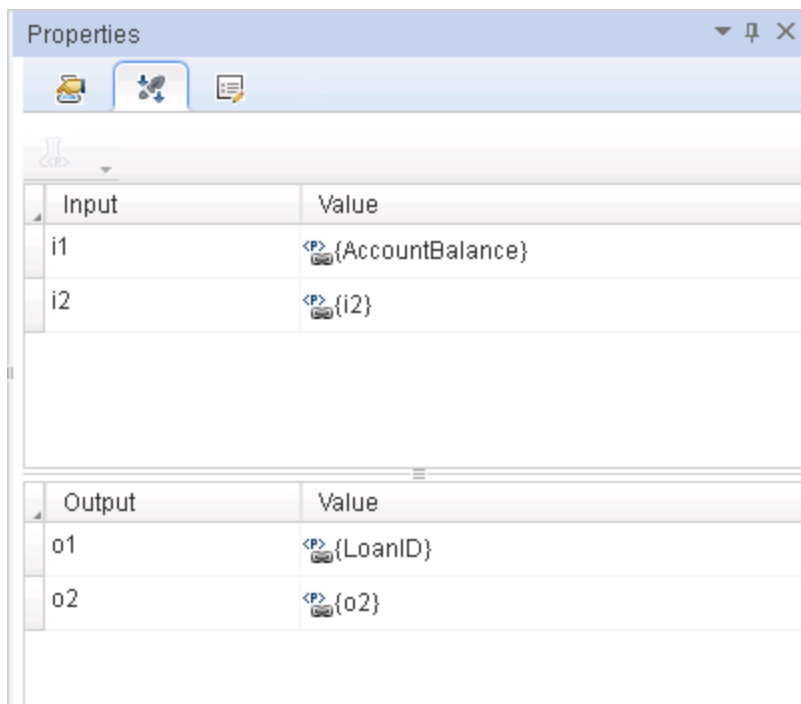 Properties
Input Value
i1 <P>{AccountBalance}
i2 <P>{i2}
Output Value
o1 <P>{LoanID}
o2 <P>{o2}